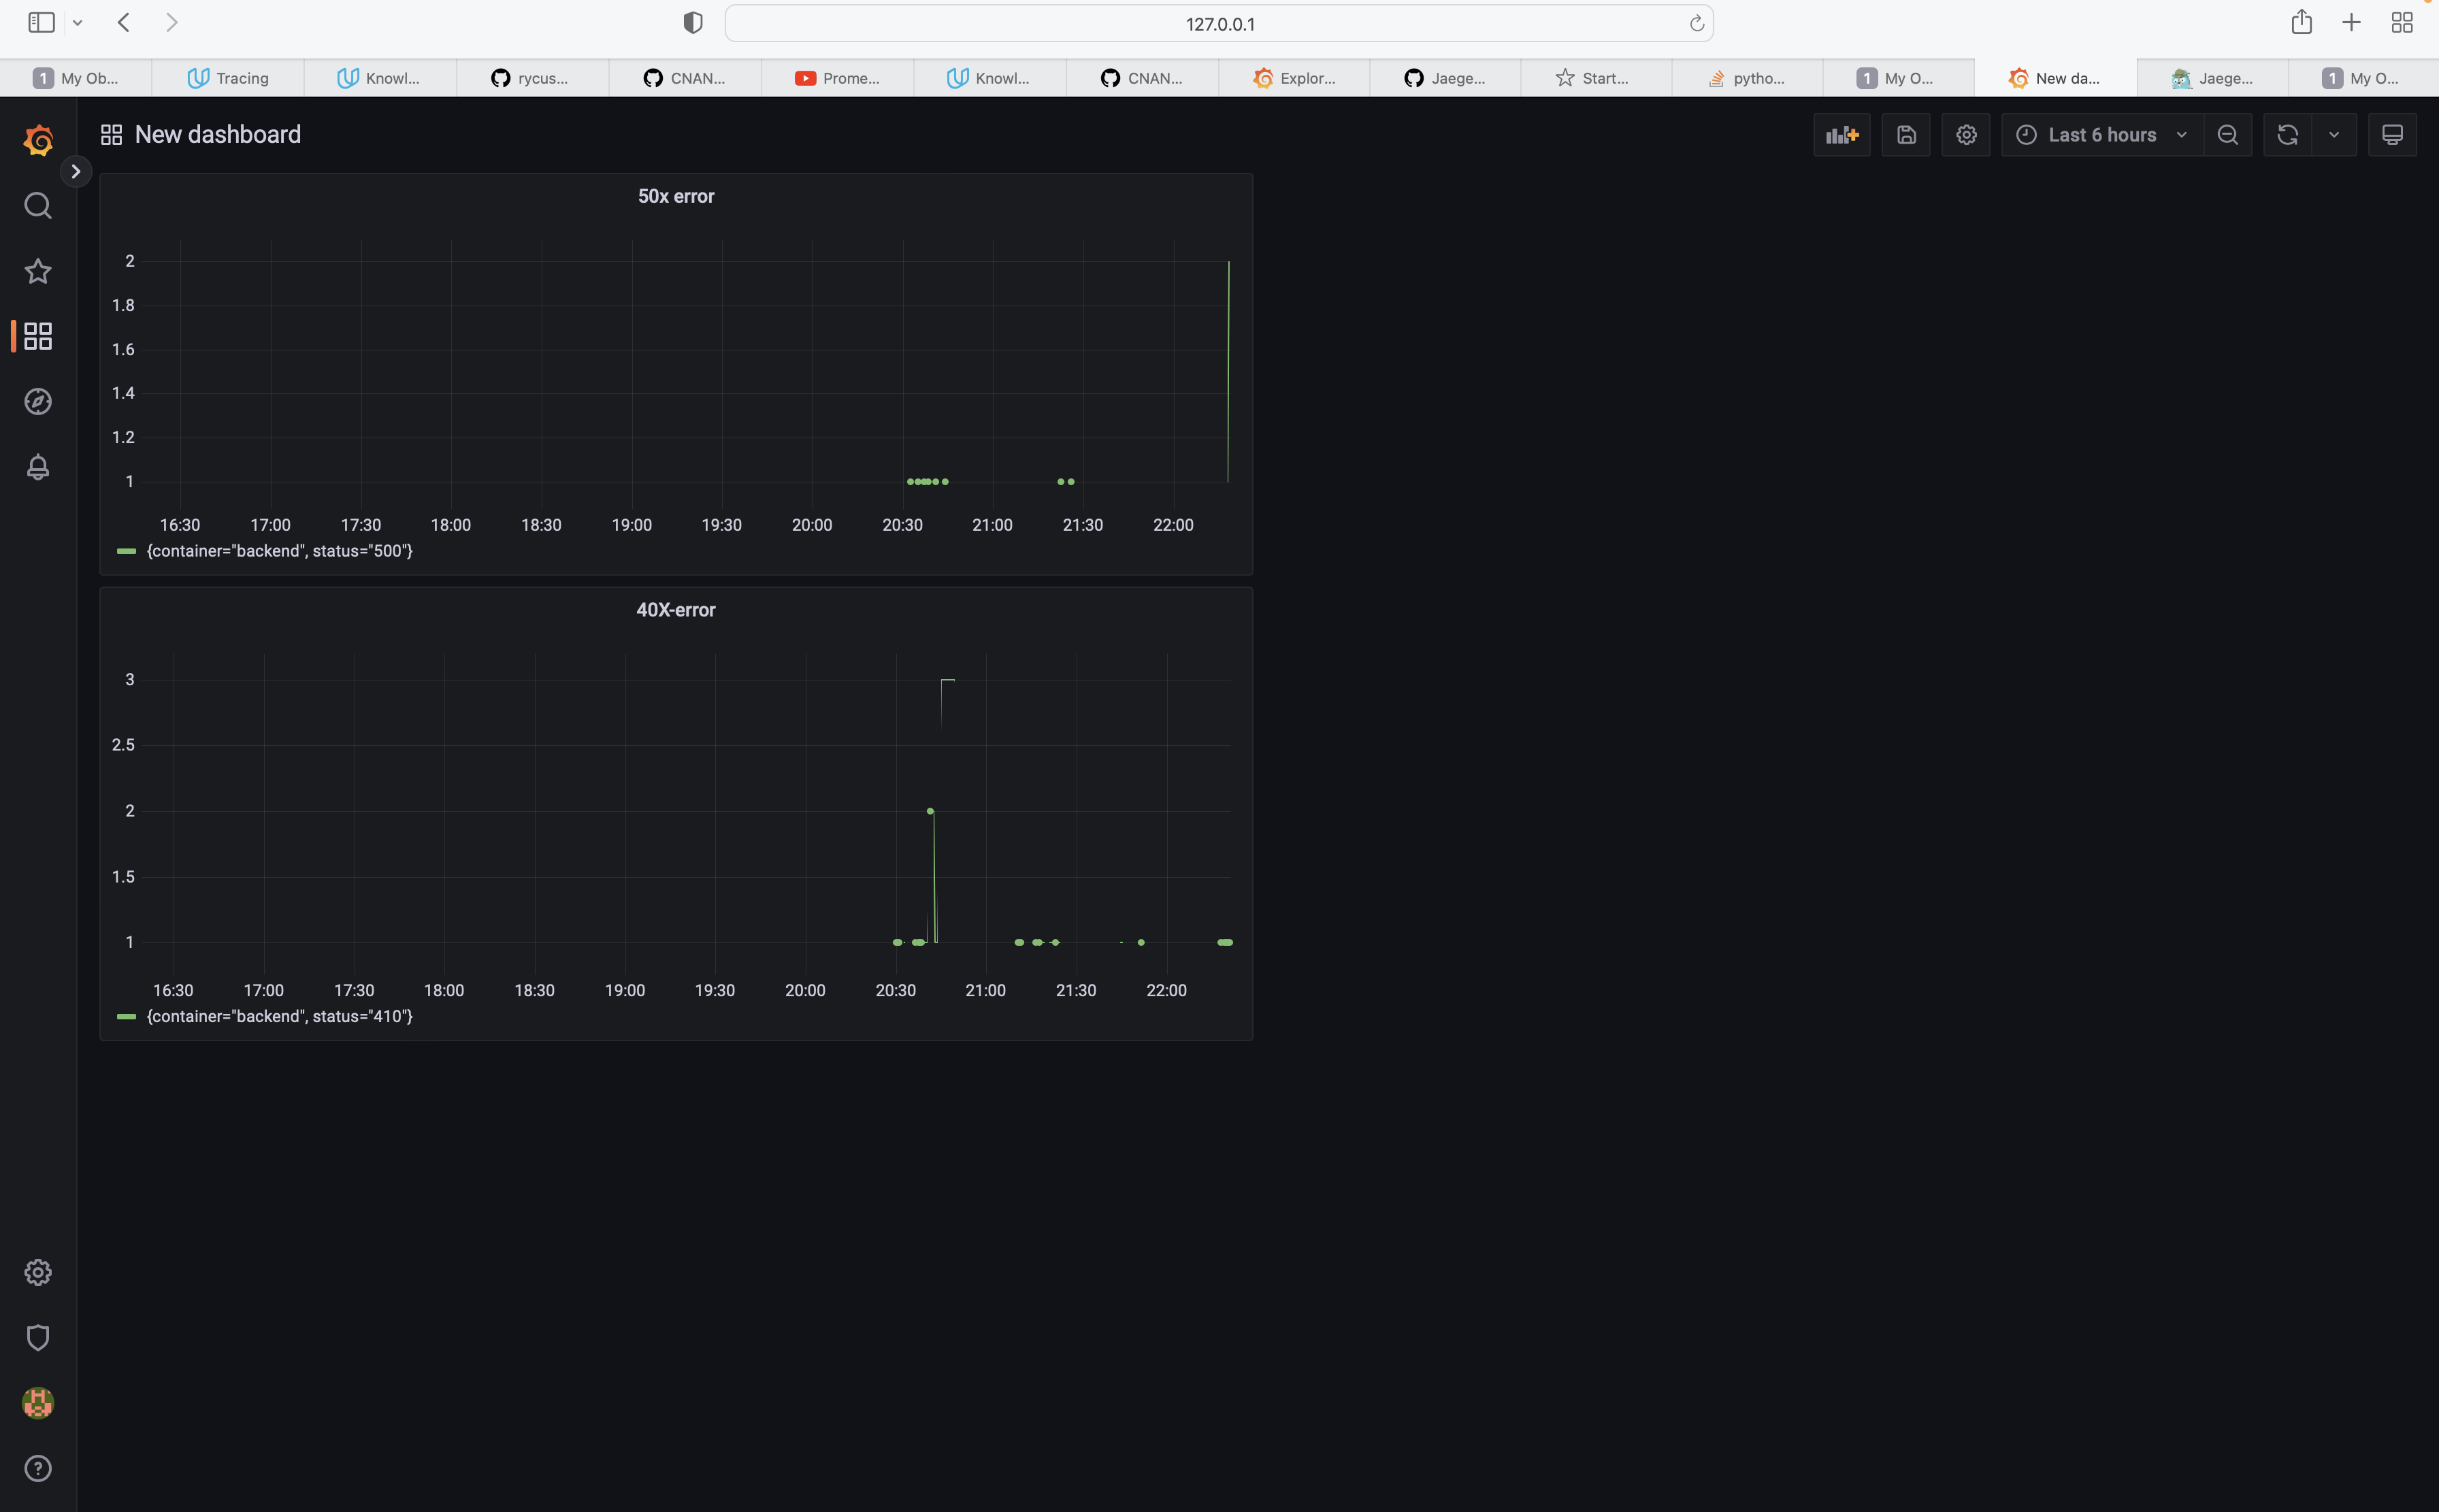 127.0.0.1
1 My Ob... Tracing Knowl... rycus... CNAN... Prome... Knowl... CNAN... Explor... Jaege... Start... pytho... 1 My O... New da... Jaege... 1 My O...
New dashboard
Last 6 hours
50x error
2
1.8
1.6
1.4
1.2
1
16:30 17:00 17:30 18:00 18:30 19:00 19:30 20:00 20:30 21:00 21:30 22:00
{container="backend", status="500"}
40X-error
3
2.5
2
1.5
1
16:30 17:00 17:30 18:00 18:30 19:00 19:30 20:00 20:30 21:00 21:30 22:00
{container="backend", status="410"}